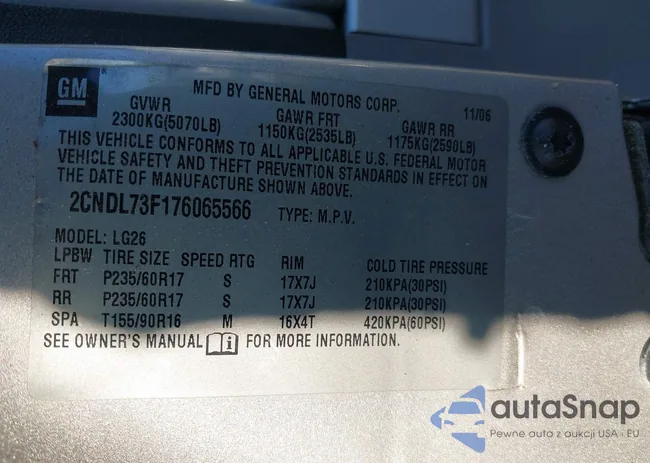 GM
MFD BY GENERAL MOTORS CORP. 11/06
GVWR GAWR FRT GAWR RR
2300KG(5070LB) 1150KG(2535LB) 1175KG(2590LB)
THIS VEHICLE CONFORMS TO ALL APPLICABLE U.S. FEDERAL MOTOR
VEHICLE SAFETY AND THEFT PREVENTION STANDARDS IN EFFECT ON
THE DATE OF MANUFACTURE SHOWN ABOVE.
2CNDL73F176065566 TYPE: M.P.V.
MODEL: LG26
LPBW TIRE SIZE SPEED RTG RIM COLD TIRE PRESSURE
FRT P235/60R17 S 17X7J 210KPA(30PSI)
RR P235/60R17 S 17X7J 210KPA(30PSI)
SPA T155/90R16 M 16X4T 420KPA(60PSI)
SEE OWNER'S MANUAL i FOR MORE INFORMATION.
autaSnap
Pewne auta z aukcji USA - EU